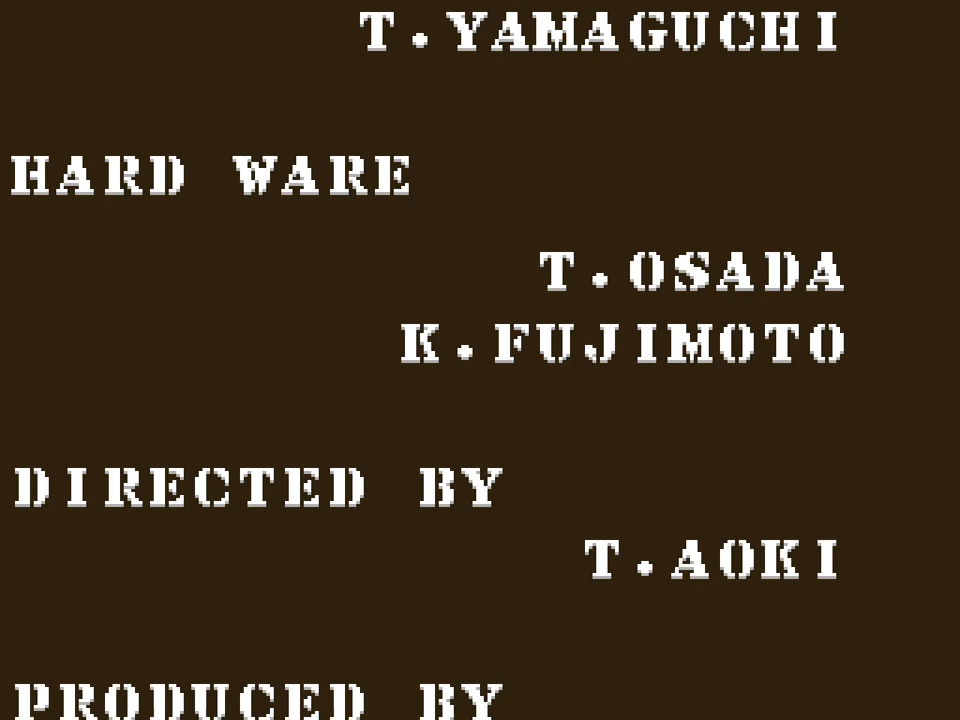 T.YAMAGUCHI
HARD WARE
T.OSADA
K.FUJIMOTO
DIRECTED BY
T.AOKI
PRODUCED BY